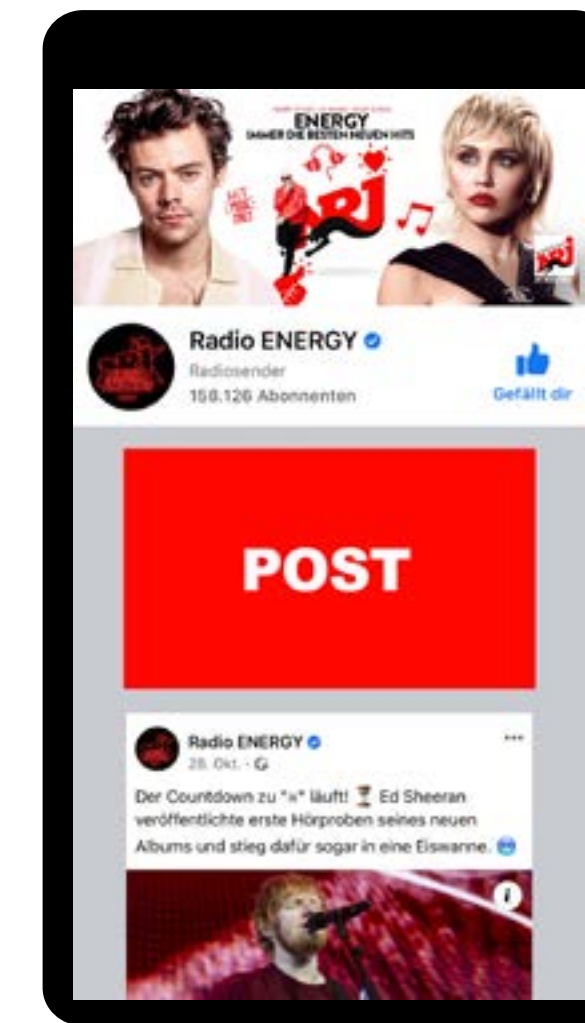 ENERGY
IMMER DIE BESTEN NEUEN HITS
NRJ
NRJ
Radio ENERGY
Radiosender
158.126 Abonnenten
Gefällt dir
POST
Radio ENERGY
28. Okt.
Der Countdown zu "=" läuft! ⏳ Ed Sheeran
veröffentlichte erste Hörproben seines neuen
Albums und stieg dafür sogar in eine Eiswanne. 🥶
i